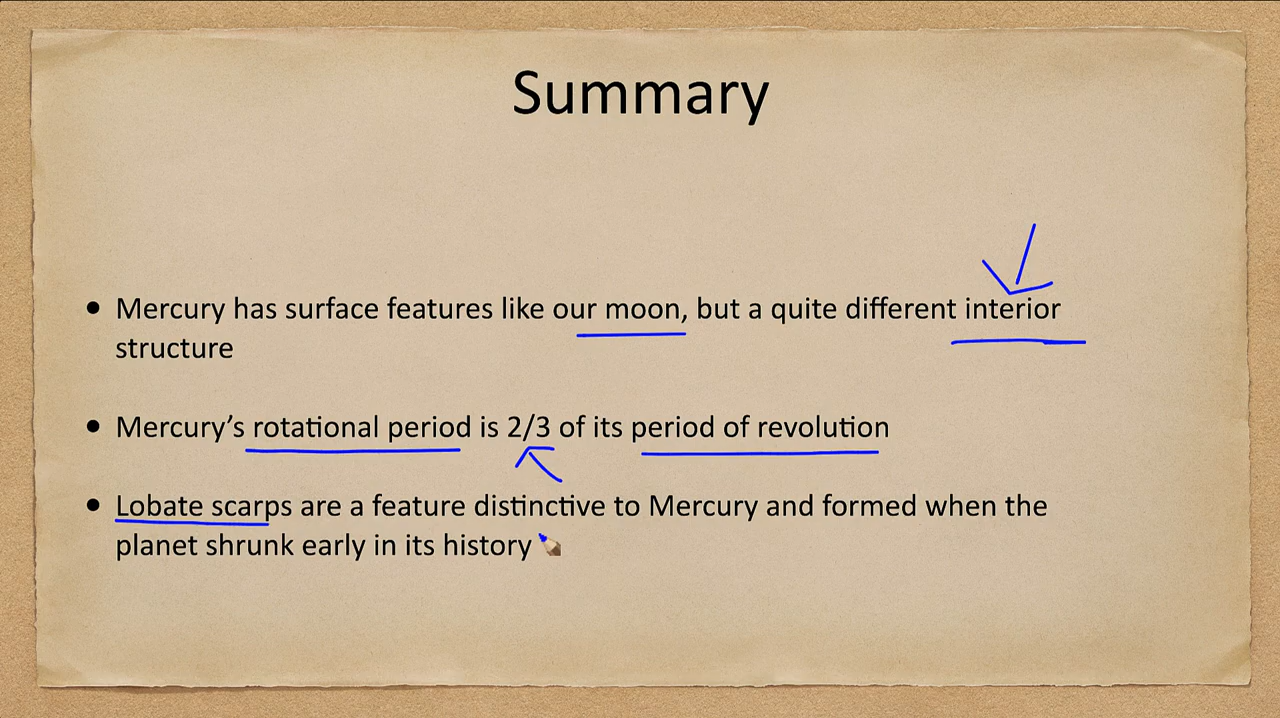 Summary
• Mercury has surface features like our moon, but a quite different interior
structure
• Mercury’s rotational period is 2/3 of its period of revolution
• Lobate scarps are a feature distinctive to Mercury and formed when the
planet shrunk early in its history